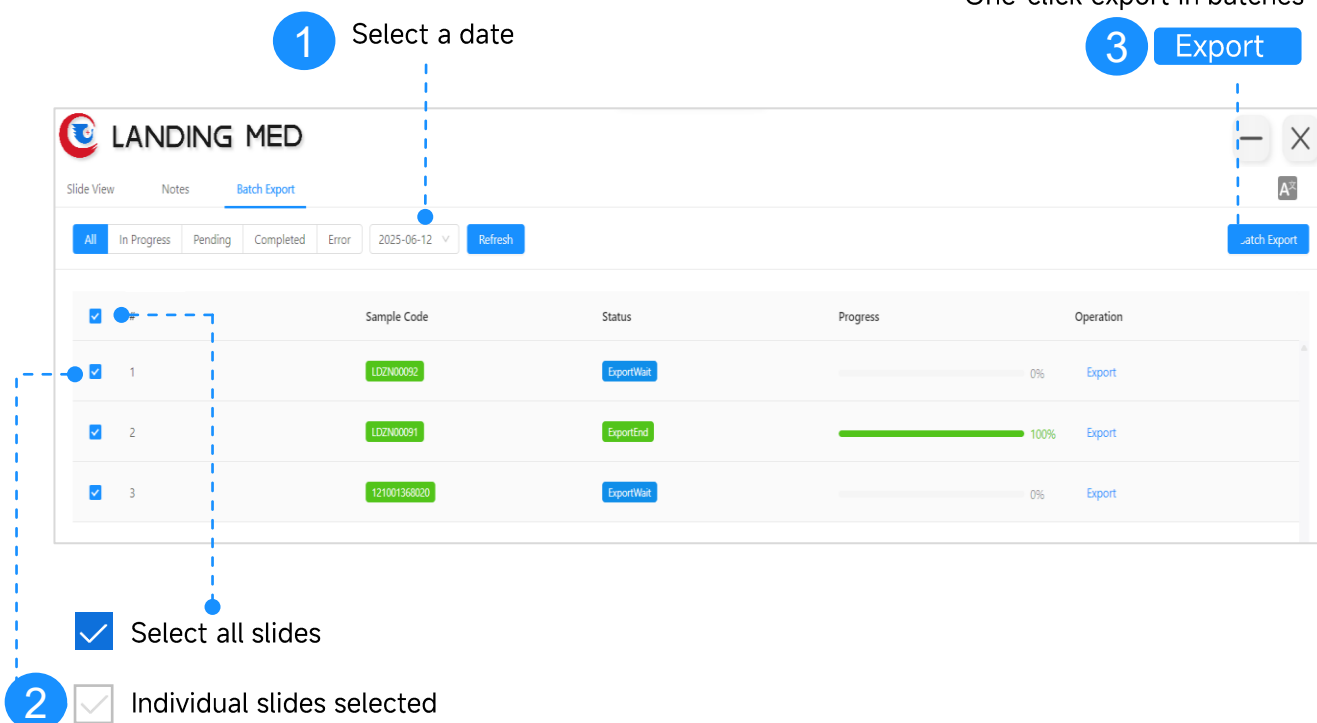 One-click export in batches
1 Select a date
3 Export
LANDING MED
Slide View Notes Batch Export
All In Progress Pending Completed Error 2025-06-12 Refresh Batch Export
# Sample Code Status Progress Operation
1 LDZN00092 ExportWait 0% Export
2 LDZN00091 ExportEnd 100% Export
3 121001368020 ExportWait 0% Export
Select all slides
2 Individual slides selected